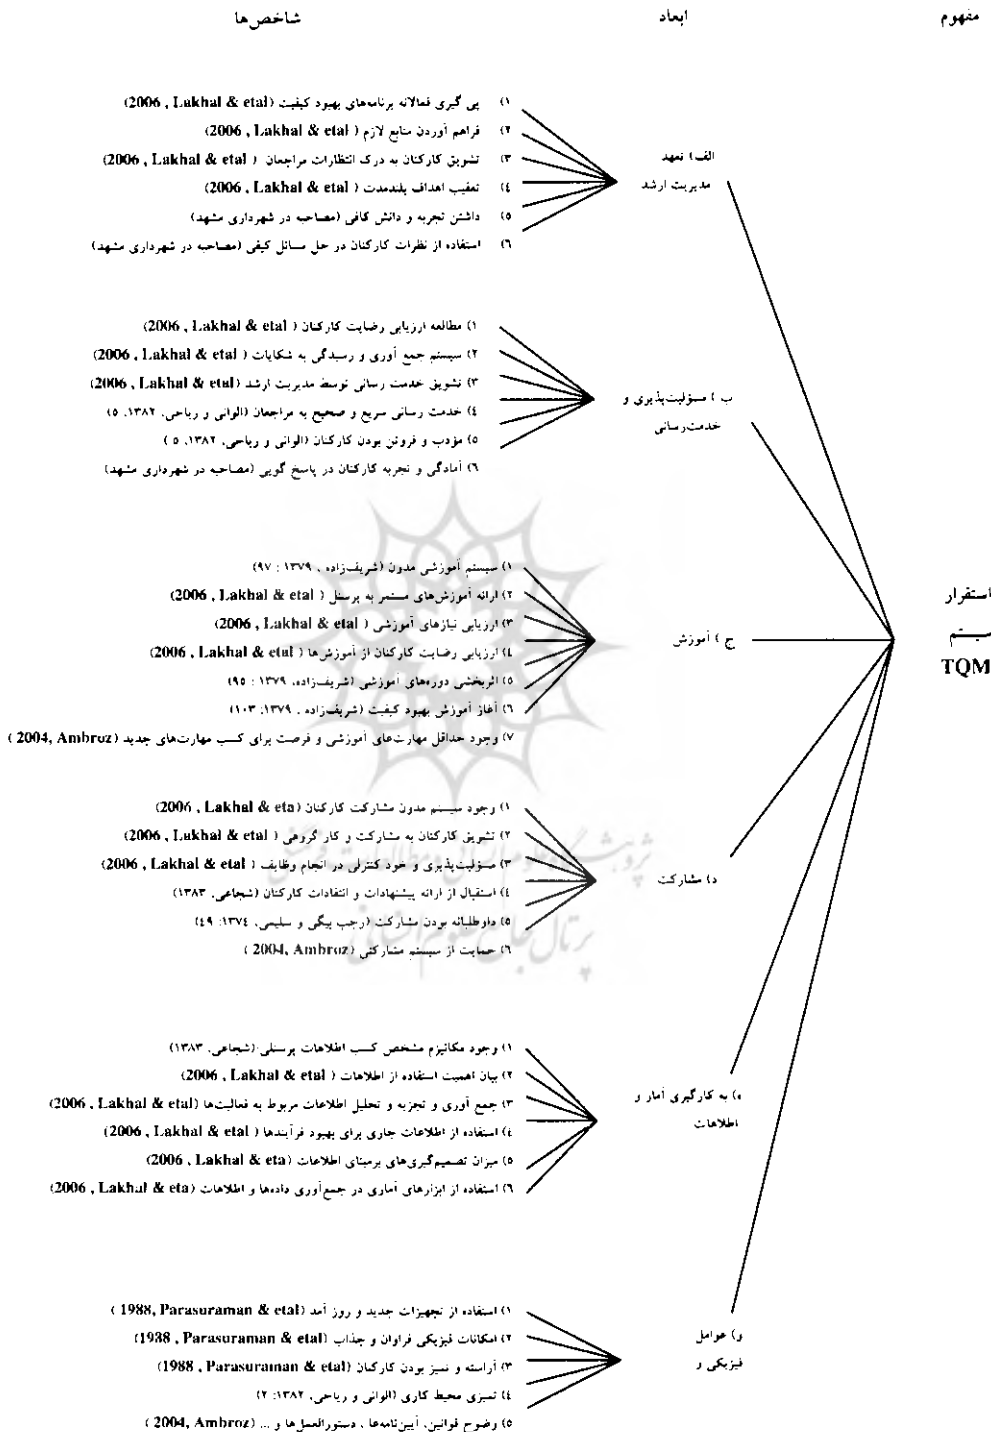 مفهوم
ابعاد
شاخص‌ها
۱) پی گیری فعالانه برنامه‌های بهبود کیفیت (2006 , Lakhal & etal)
۲) فراهم آوردن منابع لازم ( 2006 , Lakhal & etal)
۳) تشویق کارکنان به درک انتظارات مراجعان ( 2006 , Lakhal & etal)
۴) تعقیب اهداف بلندمدت ( 2006 , Lakhal & etal)
۵) داشتن تجربه و دانش کافی (مصاحبه در شهرداری مشهد)
۶) استفاده از نظرات کارکنان در حل مسائل کیفی (مصاحبه در شهرداری مشهد)
الف) تعهد
مدیریت ارشد
۱) مطالعه ارزیابی رضایت کارکنان ( 2006 , Lakhal & etal)
۲) سیستم جمع آوری و رسیدگی به شکایات ( 2006 , Lakhal & etal)
۳) تشویق خدمت رسانی توسط مدیریت ارشد ( 2006 , Lakhal & etal)
۴) خدمت رسانی سریع و صحیح به مراجعان (الوانی و ریاحی، ۱۳۸۲، ۵)
۵) مؤدب و فروتن بودن کارکنان (الوانی و ریاحی، ۱۳۸۲، ۵ )
۶) آمادگی و تجربه کارکنان در پاسخ گویی (مصاحبه در شهرداری مشهد)
ب ) مسؤلیت‌پذیری و
خدمت‌رسانی
۱) سیستم آموزشی مدون (شریف‌زاده ، ۱۳۷۹ : ۹۷)
۲) ارائه آموزش‌های مستمر به پرسنل ( 2006 , Lakhal & etal)
۳) ارزیابی نیازهای آموزشی ( 2006 , Lakhal & etal)
۴) ارزیابی رضایت کارکنان از آموزش‌ها ( 2006 , Lakhal & etal)
۵) اثربخشی دوره‌های آموزشی (شریف‌زاده، ۱۳۷۹ : ۹۵)
۶) آغاز آموزش بهبود کیفیت (شریف‌زاده ، ۱۳۷۹: ۱۰۳)
۷) وجود حداقل مهارت‌های آموزشی و فرصت برای کسب مهارت‌های جدید (2004, Ambroz )
ج ) آموزش
استقرار
سیستم
TQM
۱) وجود سیستم مدون مشارکت کارکنان (2006 , Lakhal & eta)
۲) تشویق کارکنان به مشارکت و کار گروهی ( 2006 , Lakhal & etal)
۳) مسؤلیت‌پذیری و خود کنترلی در انجام وظایف ( 2006 , Lakhal & etal)
۴) استقبال از ارائه پیشنهادات و انتقادات کارکنان (شجاعی، ۱۳۸۳)
۵) داوطلبانه بودن مشارکت (رجب بیگی و سلیمی، ۱۳۷۴: ۴۹)
۶) حمایت از سیستم مشارکتی (2004, Ambroz )
د) مشارکت
پژوهشگاه علوم انسانی و مطالعات فرهنگی
پرتال جامع علوم انسانی
۱) وجود مکانیزم مشخص کسب اطلاعات پرسنلی (شجاعی، ۱۳۸۳)
۲) بیان اهمیت استفاده از اطلاعات ( 2006 , Lakhal & etal)
۳) جمع آوری و تجزیه و تحلیل اطلاعات مربوط به فعالیت‌ها (2006 , Lakhal & etal)
۴) استفاده از اطلاعات جاری برای بهبود فرآیندها ( 2006 , Lakhal & etal)
۵) میزان تصمیم‌گیری‌های برمبنای اطلاعات (2006 , Lakhal & eta)
۶) استفاده از ابزارهای آماری در جمع‌آوری داده‌ها و اطلاعات (2006 , Lakhal & eta)
ه) به کارگیری آمار و
اطلاعات
۱) استفاده از تجهیزات جدید و روز آمد (1988, Parasuraman & etal )
۲) امکانات فیزیکی فراوان و جذاب (1988 , Parasuraman & etal)
۳) آراسته و تمیز بودن کارکنان (1988 , Parasuraman & etal)
۴) تمیزی محیط کاری (الوانی و ریاحی، ۱۳۸۲: ۲)
۵) وضوح قوانین، آیین‌نامه‌ها ، دستورالعمل‌ها و ... (2004, Ambroz )
و) عوامل
فیزیکی و